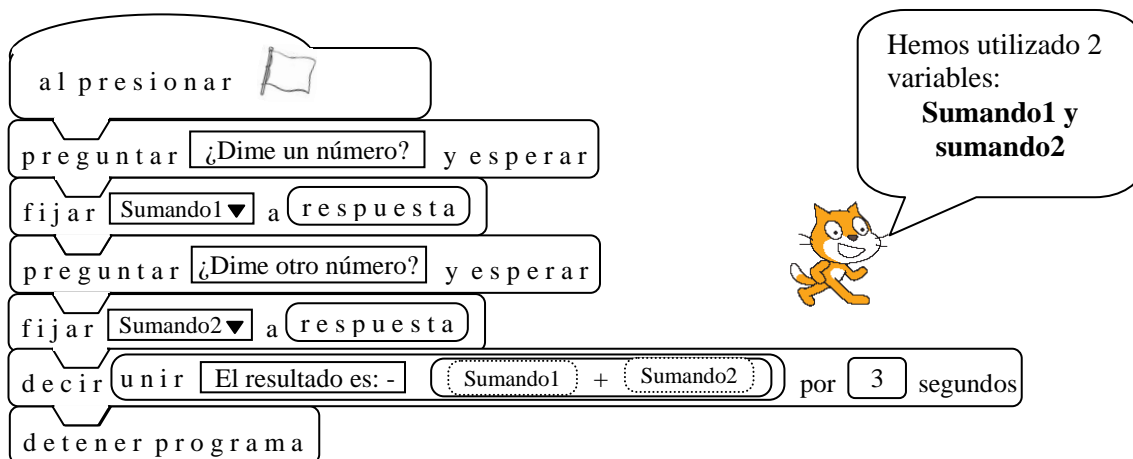 al presionar
preguntar ¿Dime un número? y esperar
fijar Sumando1 a respuesta
preguntar ¿Dime otro número? y esperar
fijar Sumando2 a respuesta
decir unir El resultado es: - Sumando1 + Sumando2 por 3 segundos
detener programa
Hemos utilizado 2
variables:
Sumando1 y
sumando2